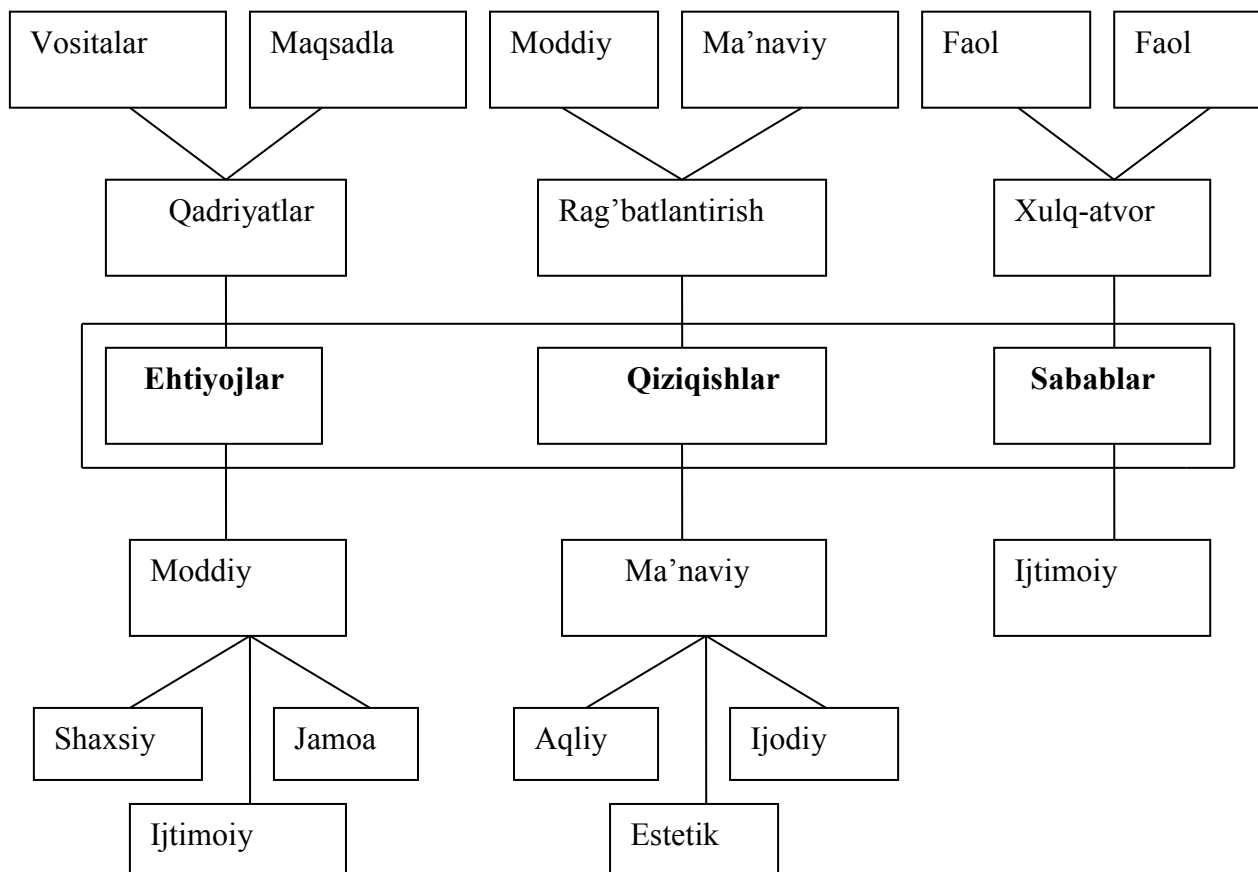 Vositalar
Maqsadla
Moddiy
Ma’naviy
Faol
Faol
Qadriyatlar
Rag’batlantirish
Xulq-atvor
Ehtiyojlar
Qiziqishlar
Sabablar
Moddiy
Ma’naviy
Ijtimoiy
Shaxsiy
Jamoa
Aqliy
Ijodiy
Ijtimoiy
Estetik